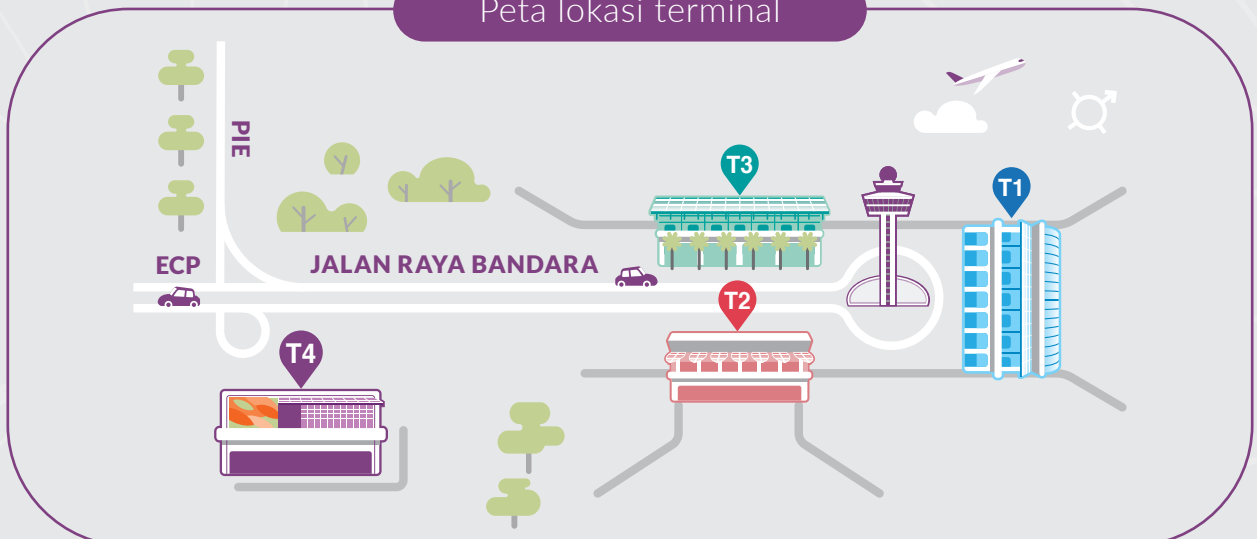 Peta lokasi terminal
PIE
T3
T1
ECP
JALAN RAYA BANDARA
T2
T4